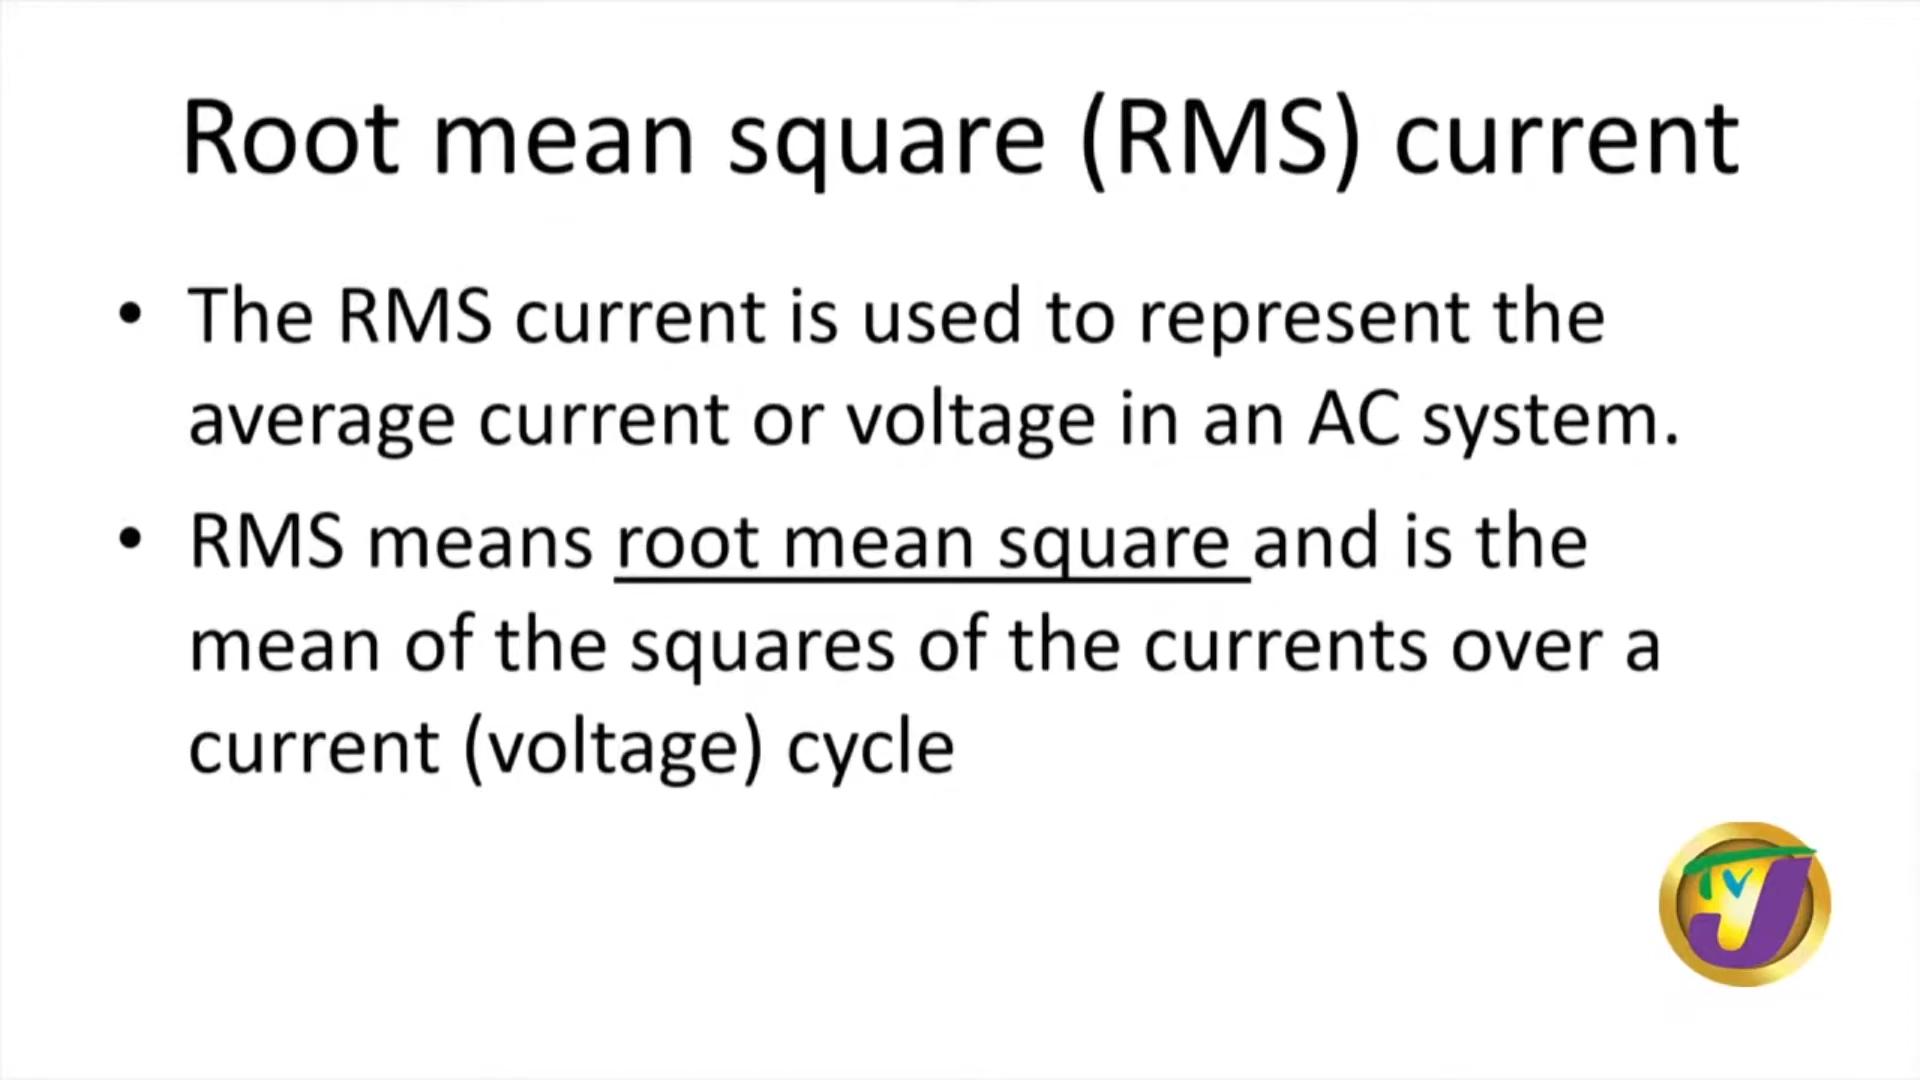 Root mean square (RMS) current
• The RMS current is used to represent the
average current or voltage in an AC system.
• RMS means root mean square and is the
mean of the squares of the currents over a
current (voltage) cycle
TVJ